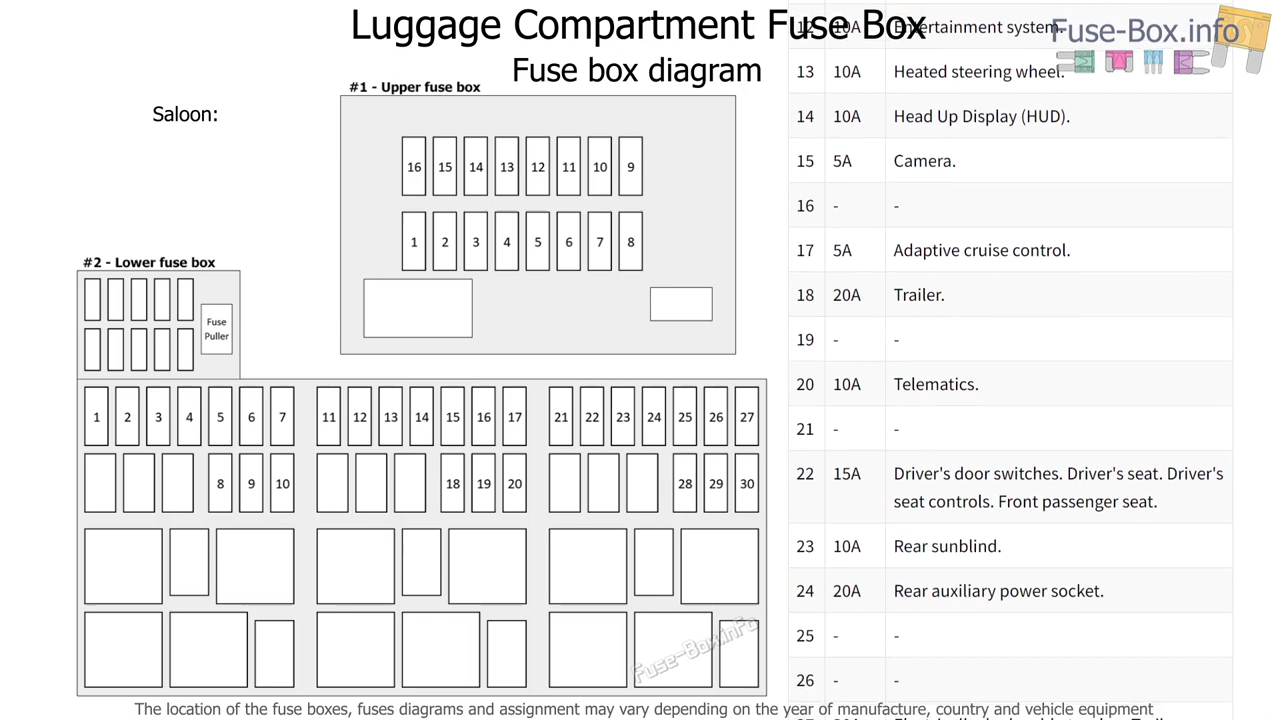 Luggage Compartment Fuse Box
Fuse box diagram
Fuse-Box.info
Saloon:
#1 - Upper fuse box
16 15 14 13 12 11 10 9
1 2 3 4 5 6 7 8
#2 - Lower fuse box
Fuse
Puller
1 2 3 4 5 6 7 11 12 13 14 15 16 17 21 22 23 24 25 26 27
8 9 10 18 19 20 28 29 30
Fuse-Box.info
12 10A Entertainment system.
13 10A Heated steering wheel.
14 10A Head Up Display (HUD).
15 5A Camera.
16 - -
17 5A Adaptive cruise control.
18 20A Trailer.
19 - -
20 10A Telematics.
21 - -
22 15A Driver's door switches. Driver's seat. Driver's
seat controls. Front passenger seat.
23 10A Rear sunblind.
24 20A Rear auxiliary power socket.
25 - -
26 - -
The location of the fuse boxes, fuses diagrams and assignment may vary depending on the year of manufacture, country and vehicle equipment